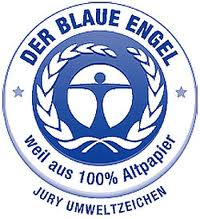 DER BLAUE ENGEL
weil aus 100% Altpapier
JURY UMWELTZEICHEN